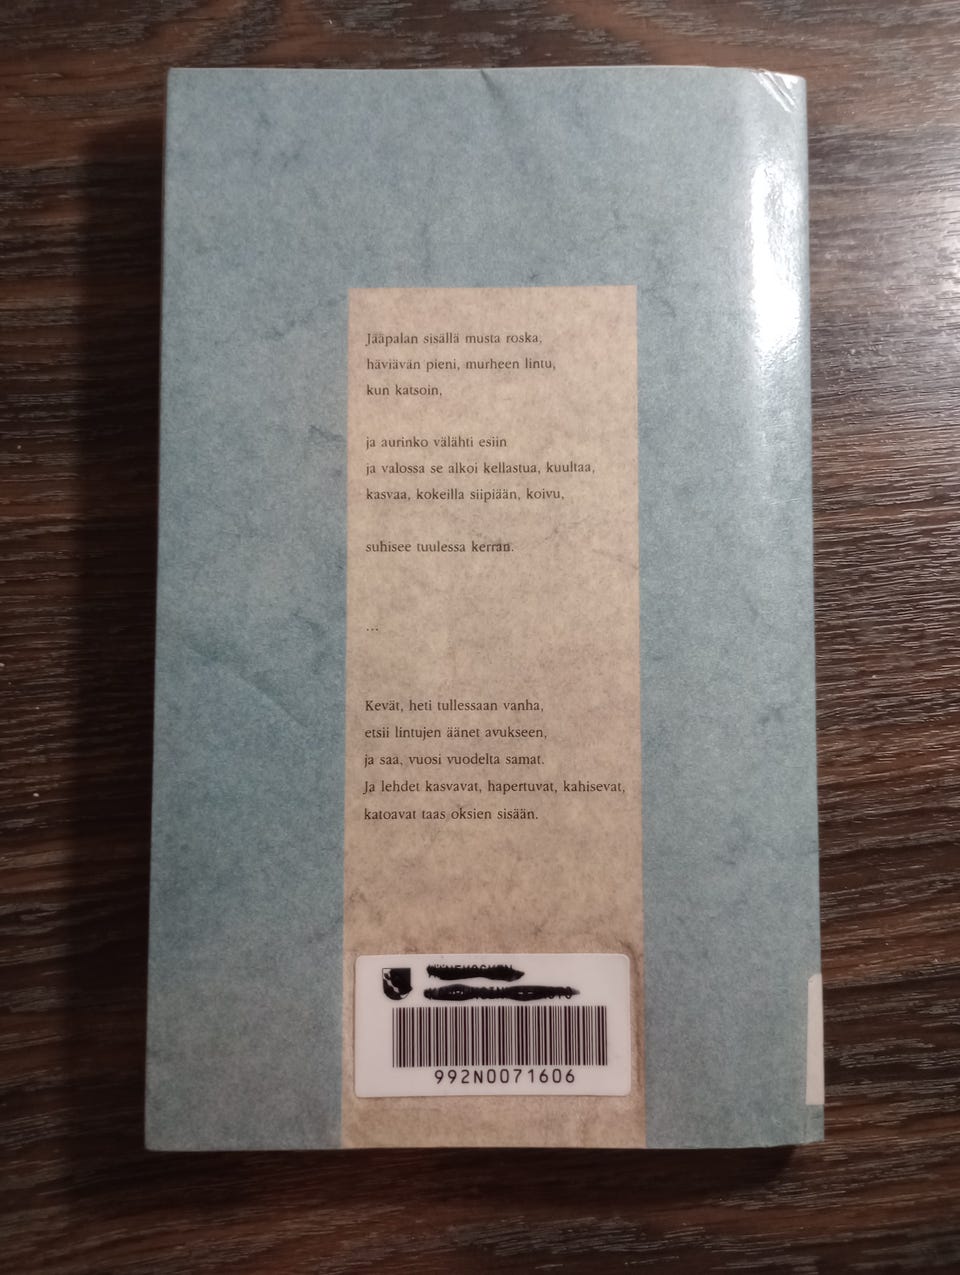 Jääpalan sisällä musta roska,
häviävän pieni, murheen lintu,
kun katsoin,
ja aurinko välähti esiin
ja valossa se alkoi kellastua, kuultaa,
kasvaa, kokeilla siipiään, koivu,
suhisee tuulessa kerran.
...
Kevät, heti tullessaan vanha,
etsii lintujen äänet avukseen,
ja saa, vuosi vuodelta samat.
Ja lehdet kasvavat, hapertuvat, kahisevat,
katoavat taas oksien sisään.
992N0071606